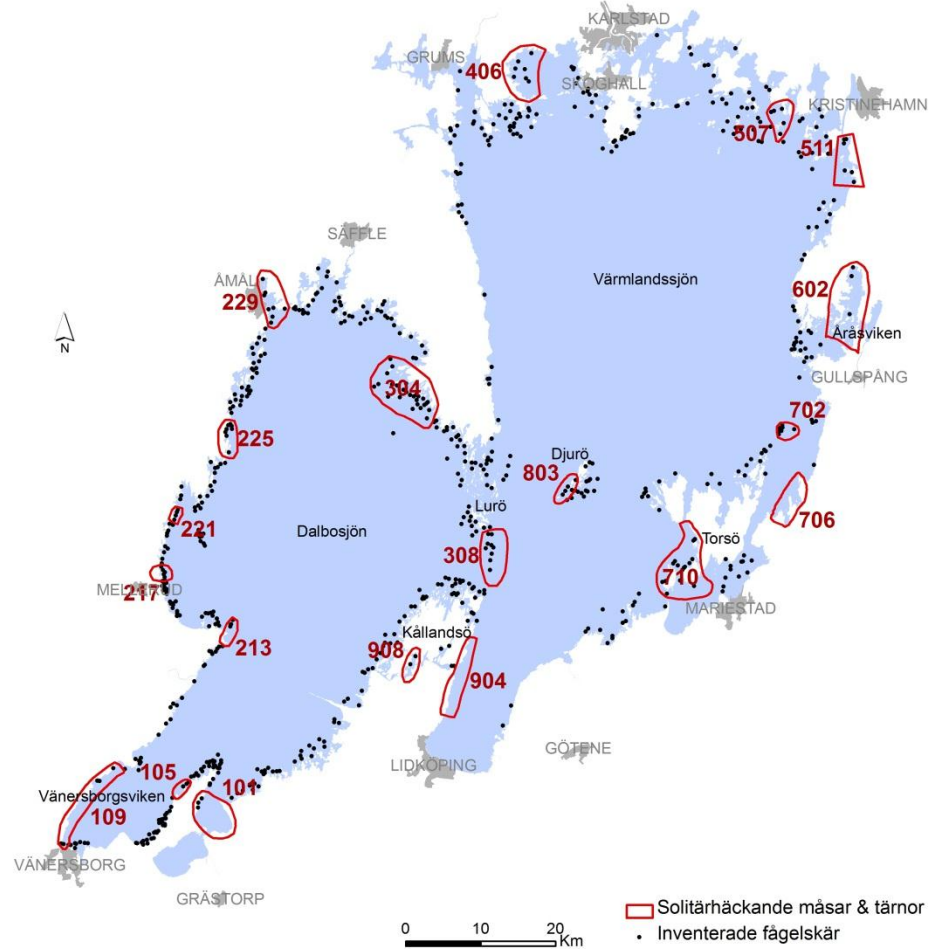 KARLSTAD
GRUMS
406
SKOGHALL
KRISTINEHAMN
507
511
SÄFFLE
ÅMÅL
229
Värmlandssjön
602
Åråsviken
N
GULLSPÅNG
304
702
225
Djurö
803
Lurö
706
221
Dalbosjön
308
Torsö
710
217
MELLERUD
MARIESTAD
213
Kållandsö
908
904
GÖTENE
LIDKÖPING
105
101
Vänersborgsviken
109
VÄNERSBORG
GRÄSTORP
Solitärhäckande måsar & tärnor
Inventerade fågelskär
0 10 20
Km